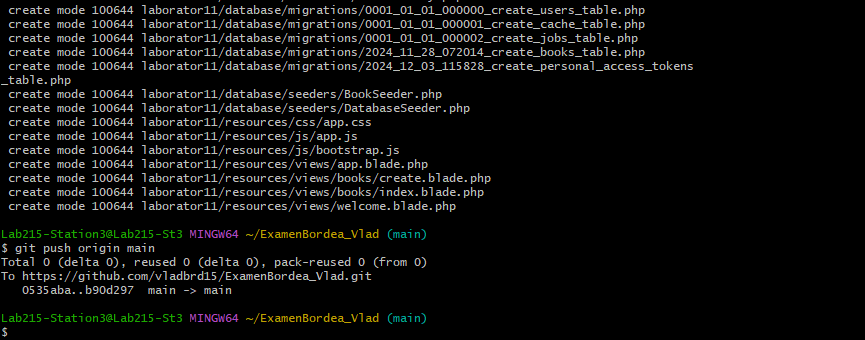 create mode 100644 laborator11/database/migrations/0001_01_01_000000_create_users_table.php
create mode 100644 laborator11/database/migrations/0001_01_01_000001_create_cache_table.php
create mode 100644 laborator11/database/migrations/0001_01_01_000002_create_jobs_table.php
create mode 100644 laborator11/database/migrations/2024_11_28_072014_create_books_table.php
create mode 100644 laborator11/database/migrations/2024_12_03_115828_create_personal_access_tokens
_table.php
create mode 100644 laborator11/database/seeders/BookSeeder.php
create mode 100644 laborator11/database/seeders/DatabaseSeeder.php
create mode 100644 laborator11/resources/css/app.css
create mode 100644 laborator11/resources/js/app.js
create mode 100644 laborator11/resources/js/bootstrap.js
create mode 100644 laborator11/resources/views/app.blade.php
create mode 100644 laborator11/resources/views/books/create.blade.php
create mode 100644 laborator11/resources/views/books/index.blade.php
create mode 100644 laborator11/resources/views/welcome.blade.php
Lab215-Station3@Lab215-St3 MINGW64 ~/ExamenBordea_Vlad (main)
$ git push origin main
Total 0 (delta 0), reused 0 (delta 0), pack-reused 0 (from 0)
To https://github.com/vladbrd15/ExamenBordea_Vlad.git
0535aba..b90d297  main -> main
Lab215-Station3@Lab215-St3 MINGW64 ~/ExamenBordea_Vlad (main)
$